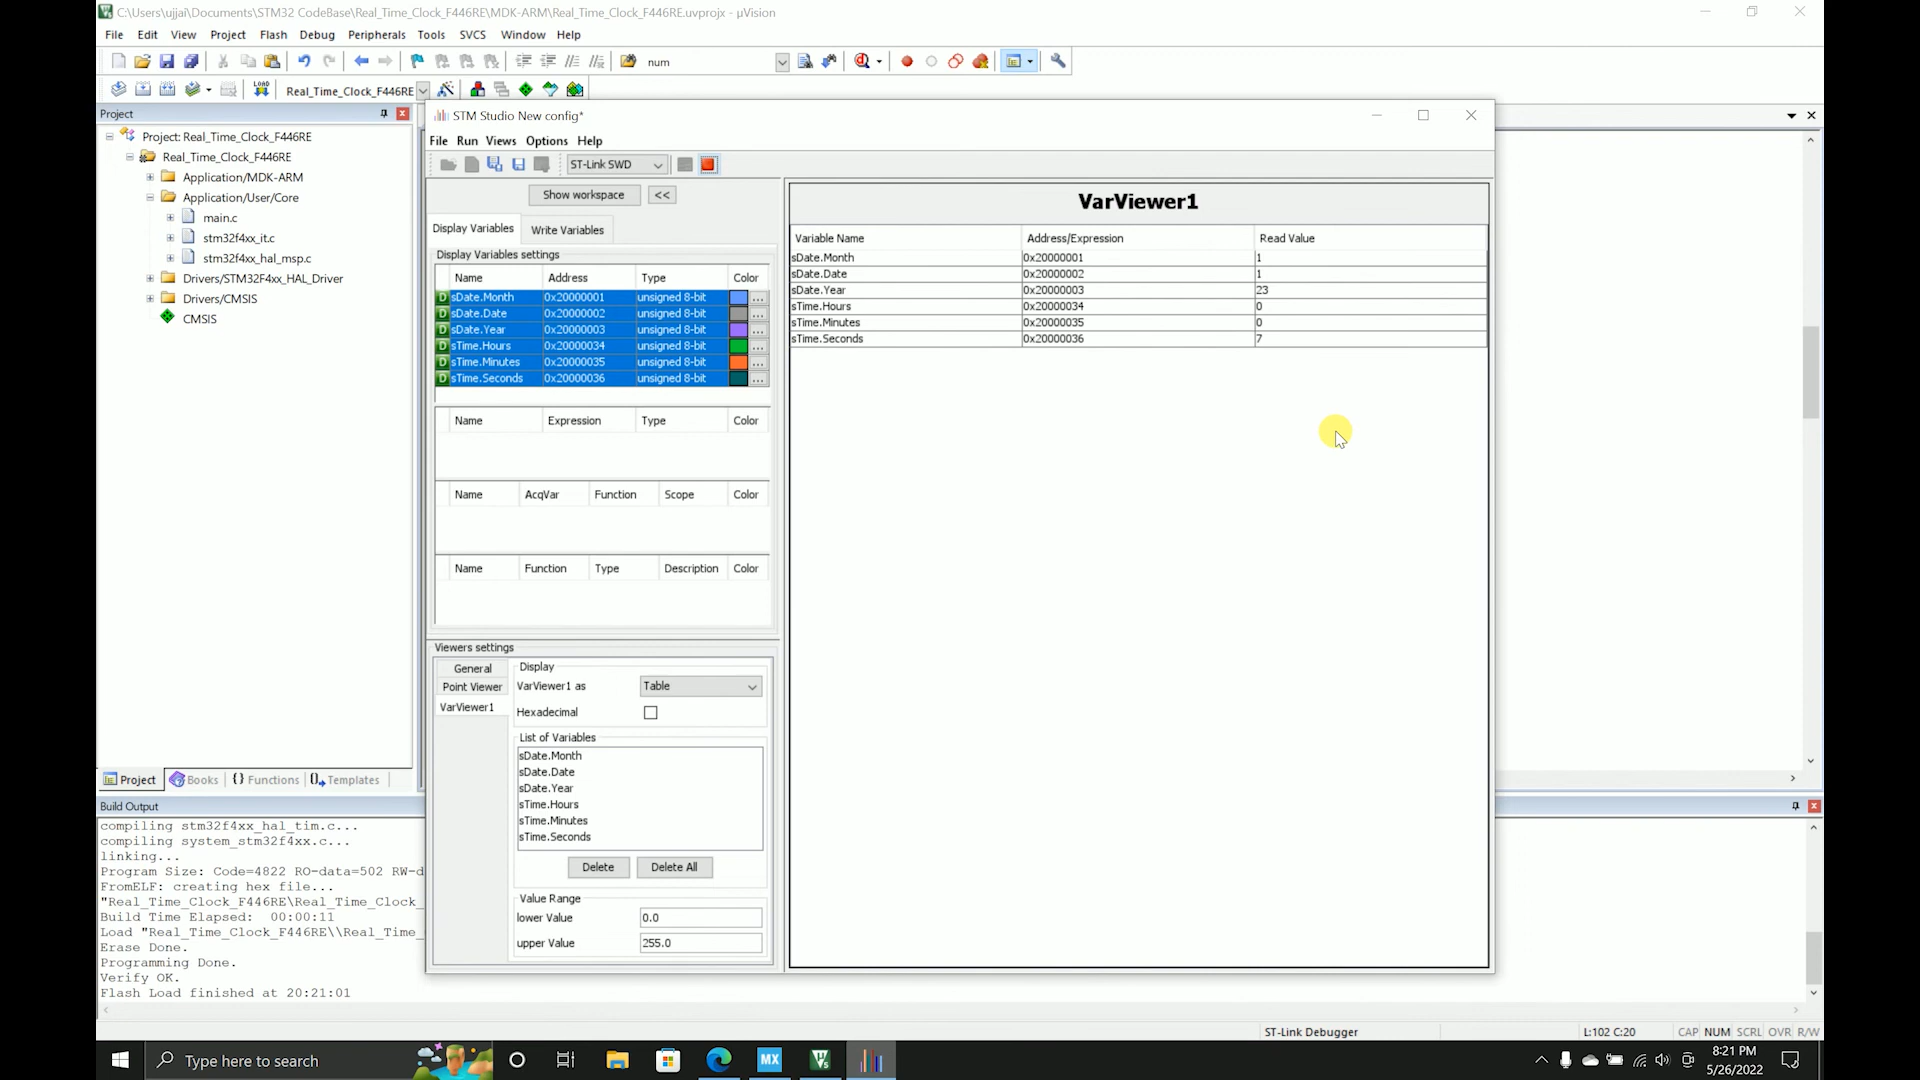 C:\Users\ujjai\Documents\STM32 CodeBase\Real_Time_Clock_F446RE\MDK-ARM\Real_Time_Clock_F446RE.uvprojx - µVision
File Edit View Project Flash Debug Peripherals Tools SVCS Window Help
num
LOAD Real_Time_Clock_F446RE
Project
Project: Real_Time_Clock_F446RE
Real_Time_Clock_F446RE
Application/MDK-ARM
Application/User/Core
main.c
stm32f4xx_it.c
stm32f4xx_hal_msp.c
Drivers/STM32F4xx_HAL_Driver
Drivers/CMSIS
CMSIS
Project Books {} Functions Templates
STM Studio New config*
File Run Views Options Help
ST-Link SWD
Show workspace <<
Display Variables Write Variables
Display Variables settings
Name Address Type Color
D sDate.Month 0x20000001 unsigned 8-bit ...
D sDate.Date 0x20000002 unsigned 8-bit ...
D sDate.Year 0x20000003 unsigned 8-bit ...
D sTime.Hours 0x20000034 unsigned 8-bit ...
D sTime.Minutes 0x20000035 unsigned 8-bit ...
D sTime.Seconds 0x20000036 unsigned 8-bit ...
Name Expression Type Color
Name AcqVar Function Scope Color
Name Function Type Description Color
Viewers settings
General
Point Viewer
VarViewer1
Display
VarViewer1 as Table
Hexadecimal
List of Variables
sDate.Month
sDate.Date
sDate.Year
sTime.Hours
sTime.Minutes
sTime.Seconds
Delete Delete All
Value Range
lower Value 0.0
upper Value 255.0
VarViewer1
Variable Name Address/Expression Read Value
sDate.Month 0x20000001 1
sDate.Date 0x20000002 1
sDate.Year 0x20000003 23
sTime.Hours 0x20000034 0
sTime.Minutes 0x20000035 0
sTime.Seconds 0x20000036 7
Build Output
compiling stm32f4xx_hal_tim.c...
compiling system_stm32f4xx.c...
linking...
Program Size: Code=4822 RO-data=502 RW-d
FromELF: creating hex file...
"Real_Time_Clock_F446RE\Real_Time_Clock_
Build Time Elapsed: 00:00:11
Load "Real_Time_Clock_F446RE\\Real_Time_
Erase Done.
Programming Done.
Verify OK.
Flash Load finished at 20:21:01
ST-Link Debugger L:102 C:20 CAP NUM SCRL OVR R/W
Type here to search
MX
8:21 PM
5/26/2022